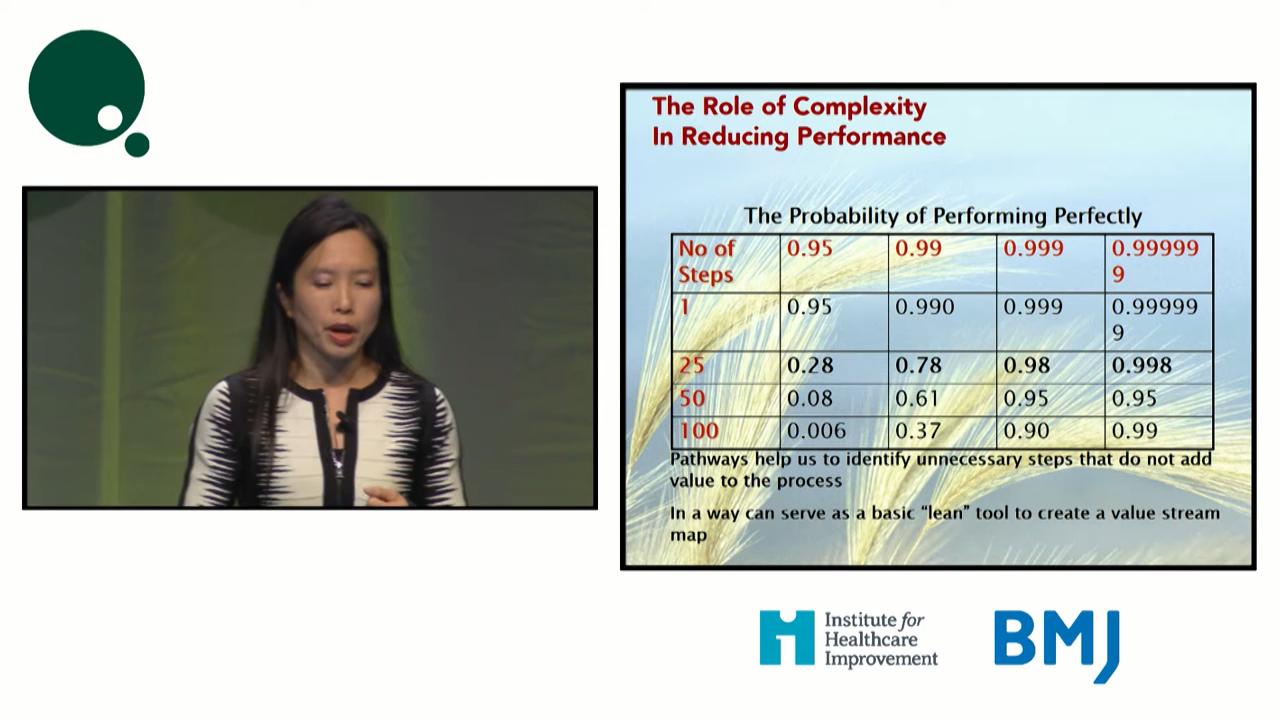 The Role of Complexity
In Reducing Performance
The Probability of Performing Perfectly
No of Steps 0.95 0.99 0.999 0.999999
1 0.95 0.990 0.999 0.999999
25 0.28 0.78 0.98 0.998
50 0.08 0.61 0.95 0.95
100 0.006 0.37 0.90 0.99
Pathways help us to identify unnecessary steps that do not add
value to the process
In a way can serve as a basic “lean” tool to create a value stream
map
Institute for
Healthcare
Improvement
BMJ